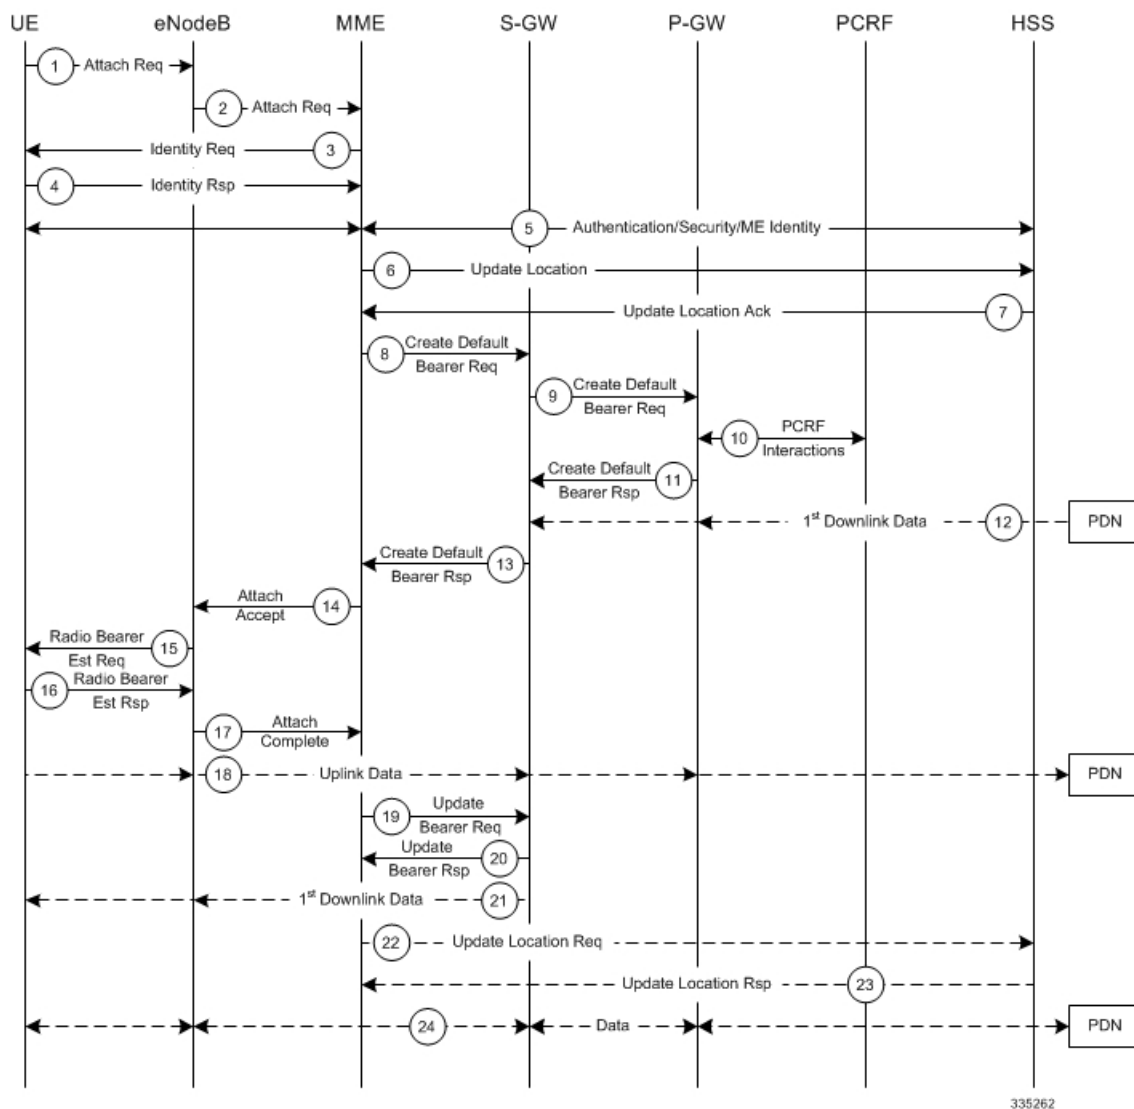 UE eNodeB MME S-GW P-GW PCRF HSS
1 Attach Req
2 Attach Req
Identity Req 3
4 Identity Rsp
5 Authentication/Security/ME Identity
6 Update Location
Update Location Ack 7
8 Create Default
Bearer Req
9 Create Default
Bearer Req
10 PCRF
Interactions
Create Default 11
Bearer Rsp
1st Downlink Data 12 PDN
Create Default 13
Bearer Rsp
Attach 14
Accept
Radio Bearer 15
Est Req
16 Radio Bearer
Est Rsp
17 Attach
Complete
18 Uplink Data PDN
19 Update
Bearer Req
Update 20
Bearer Rsp
1st Downlink Data 21
22 Update Location Req
Update Location Rsp 23
24 Data PDN
335262